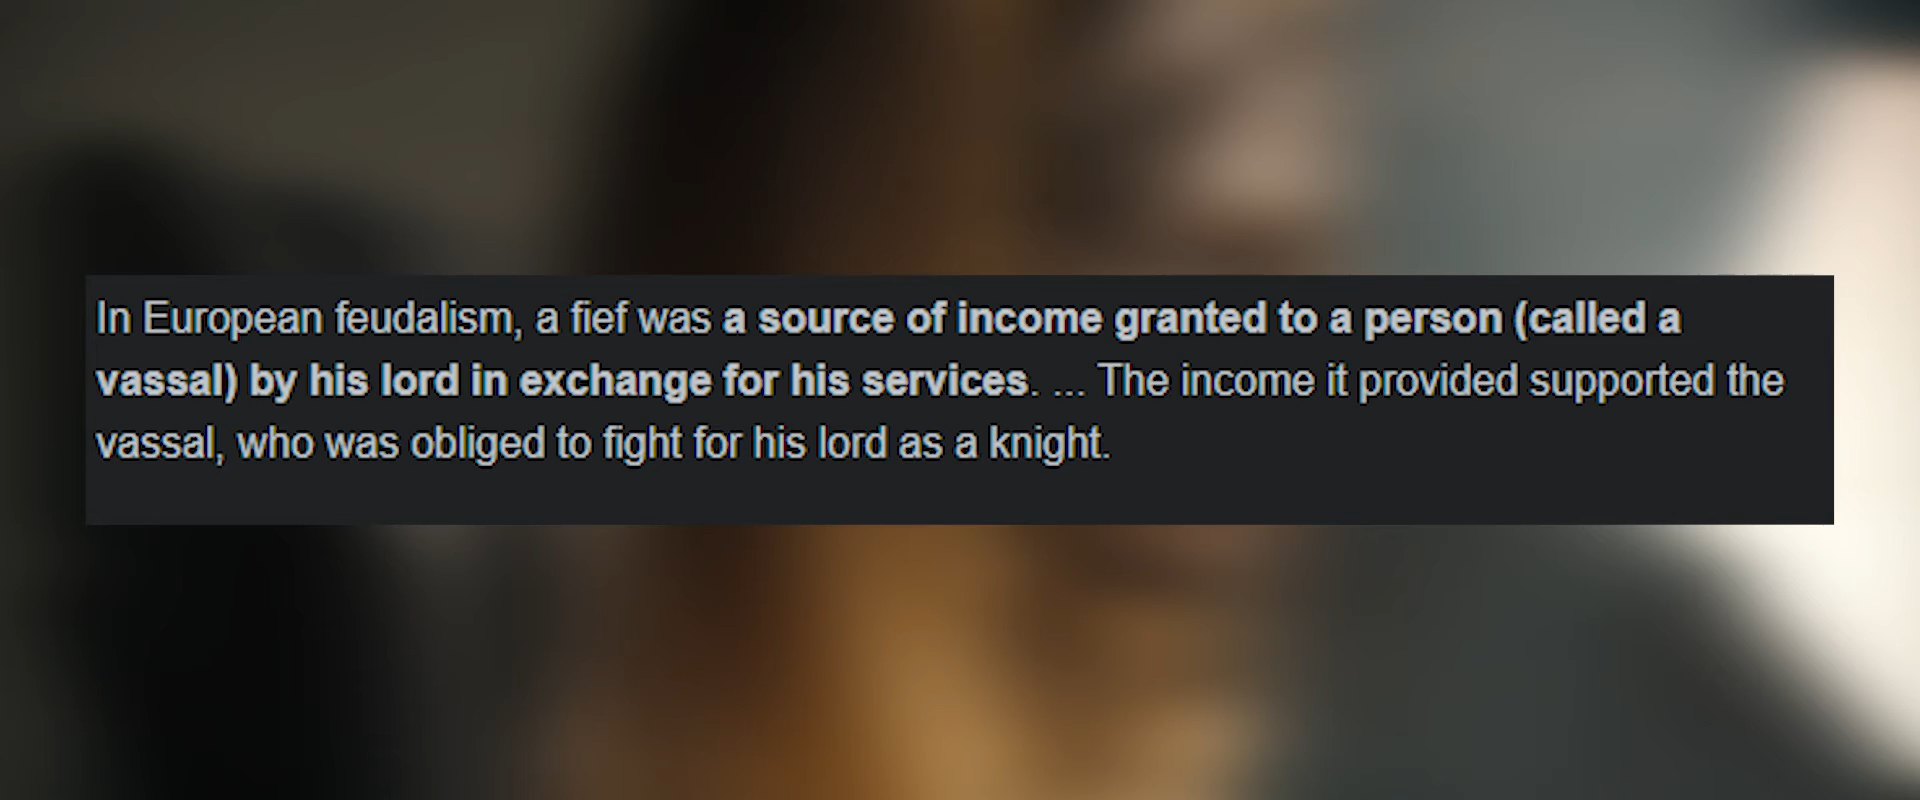 In European feudalism, a fief was a source of income granted to a person (called a
vassal) by his lord in exchange for his services. ... The income it provided supported the
vassal, who was obliged to fight for his lord as a knight.